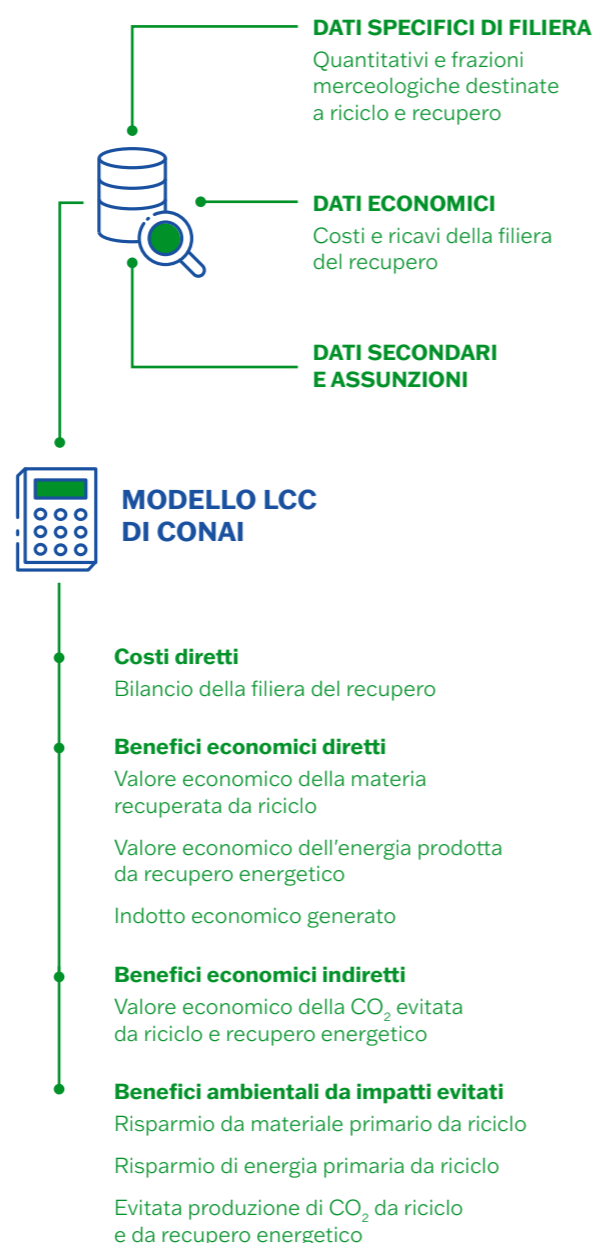 DATI SPECIFICI DI FILIERA
Quantitativi e frazioni
merceologiche destinate
a riciclo e recupero
DATI ECONOMICI
Costi e ricavi della filiera
del recupero
DATI SECONDARI
E ASSUNZIONI
MODELLO LCC
DI CONAI
Costi diretti
Bilancio della filiera del recupero
Benefici economici diretti
Valore economico della materia
recuperata da riciclo
Valore economico dell'energia prodotta
da recupero energetico
Indotto economico generato
Benefici economici indiretti
Valore economico della CO₂ evitata
da riciclo e recupero energetico
Benefici ambientali da impatti evitati
Risparmio da materiale primario da riciclo
Risparmio di energia primaria da riciclo
Evitata produzione di CO₂ da riciclo
e da recupero energetico